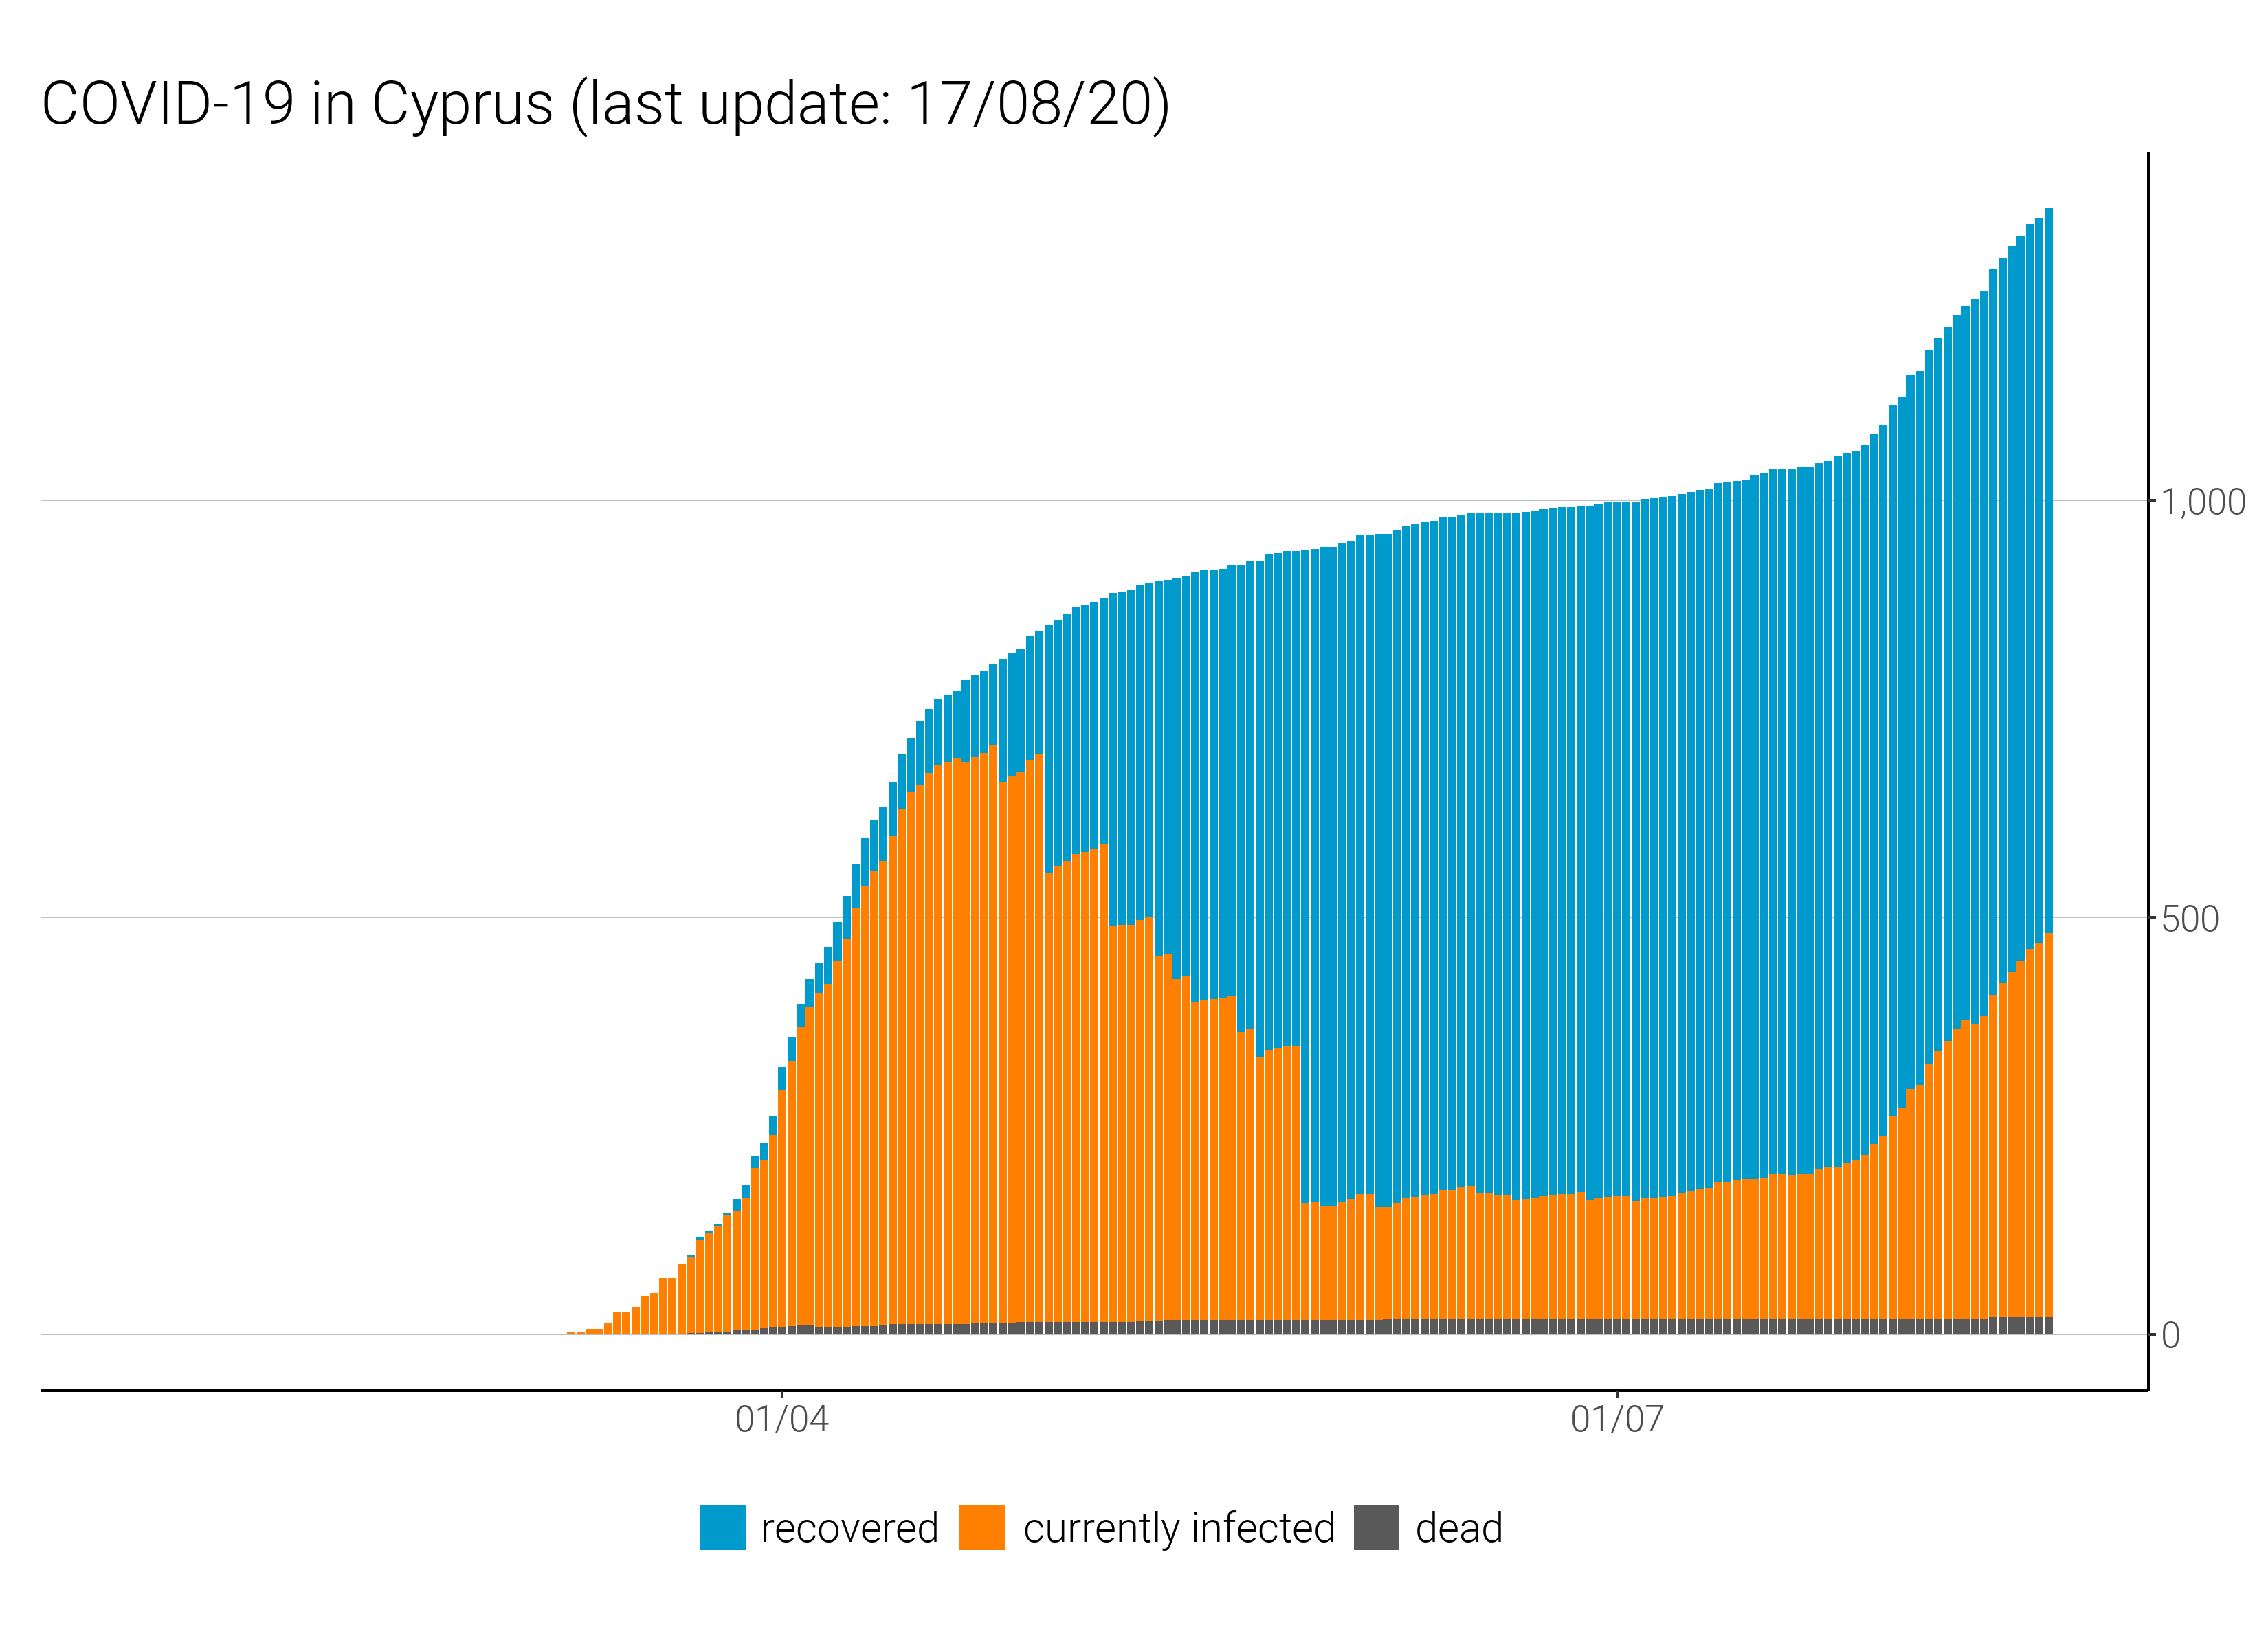 COVID-19 in Cyprus (last update: 17/08/20)
1,000
500
0
01/04 01/07
recovered currently infected dead